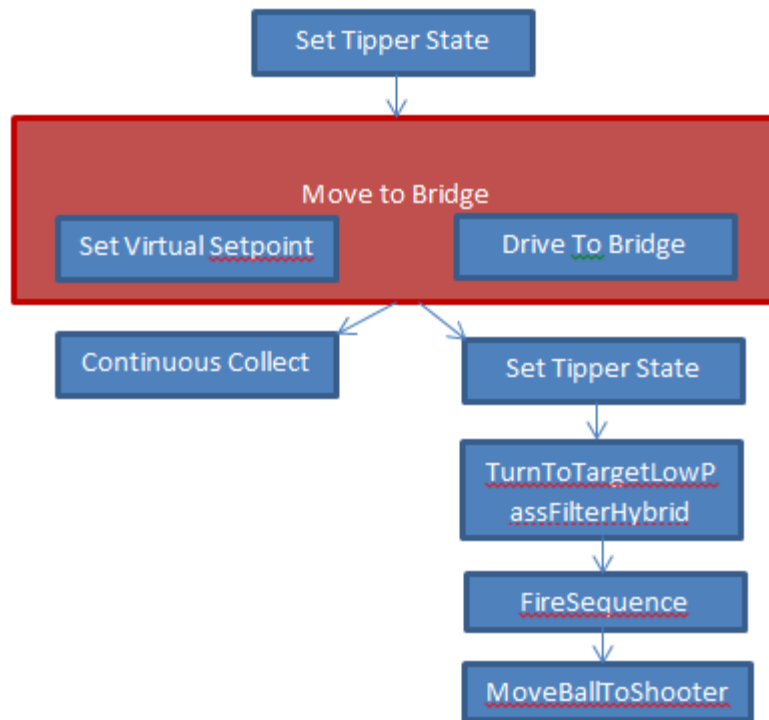 Set Tipper State
Move to Bridge
Set Virtual Setpoint
Drive To Bridge
Continuous Collect
Set Tipper State
TurnToTargetLowP
assFilterHybrid
FireSequence
MoveBallToShooter